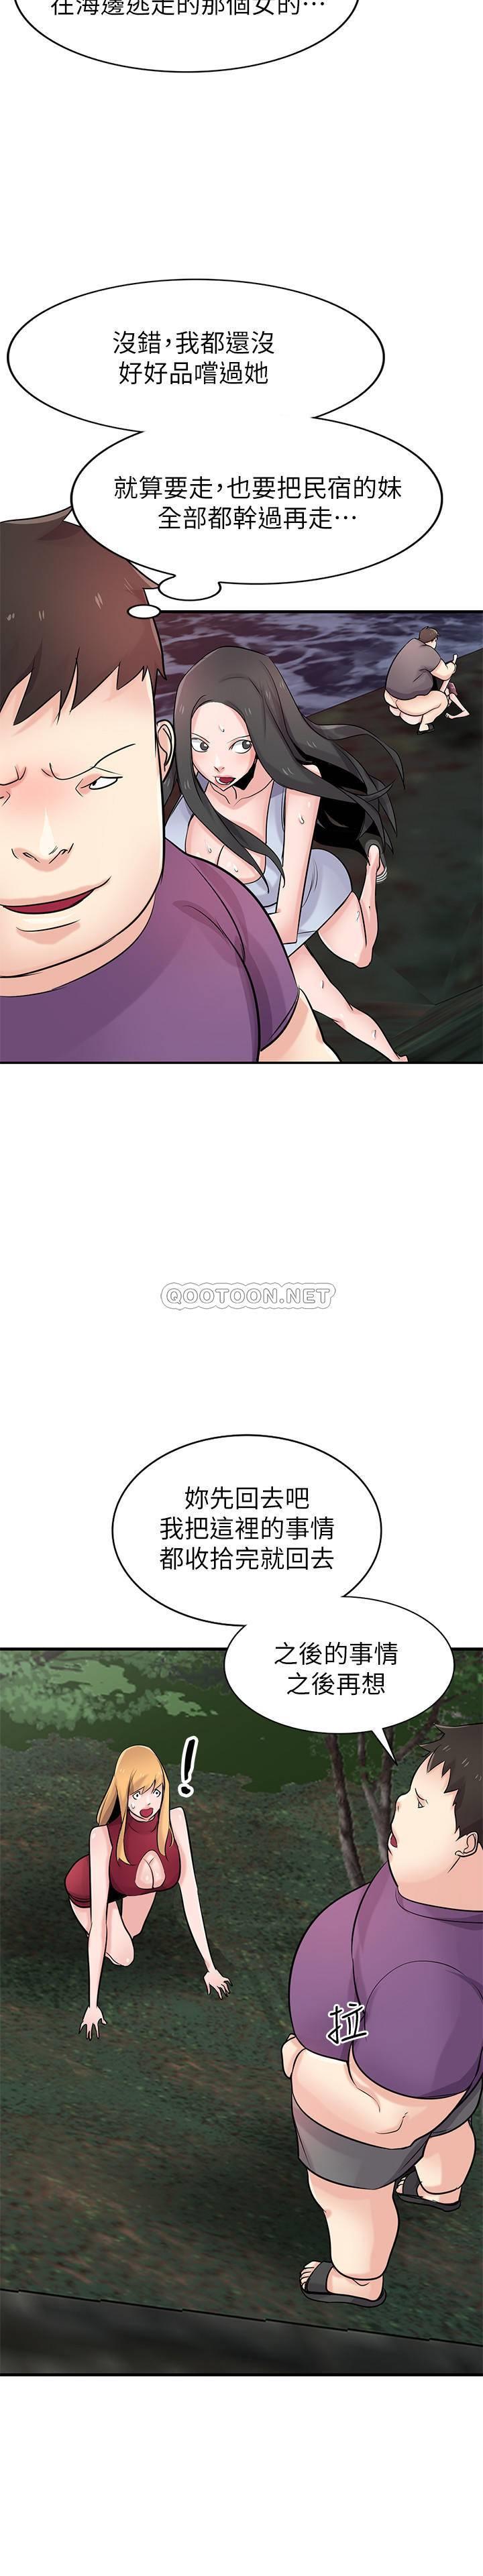 在海邊逃走的那個女的…
沒錯,我都還沒
好好品嚐過她
就算要走,也要把民宿的妹
全部都幹過再走…
QOOTOON.NET
妳先回去吧
我把這裡的事情
都收拾完就回去
之後的事情
之後再想
!
拉